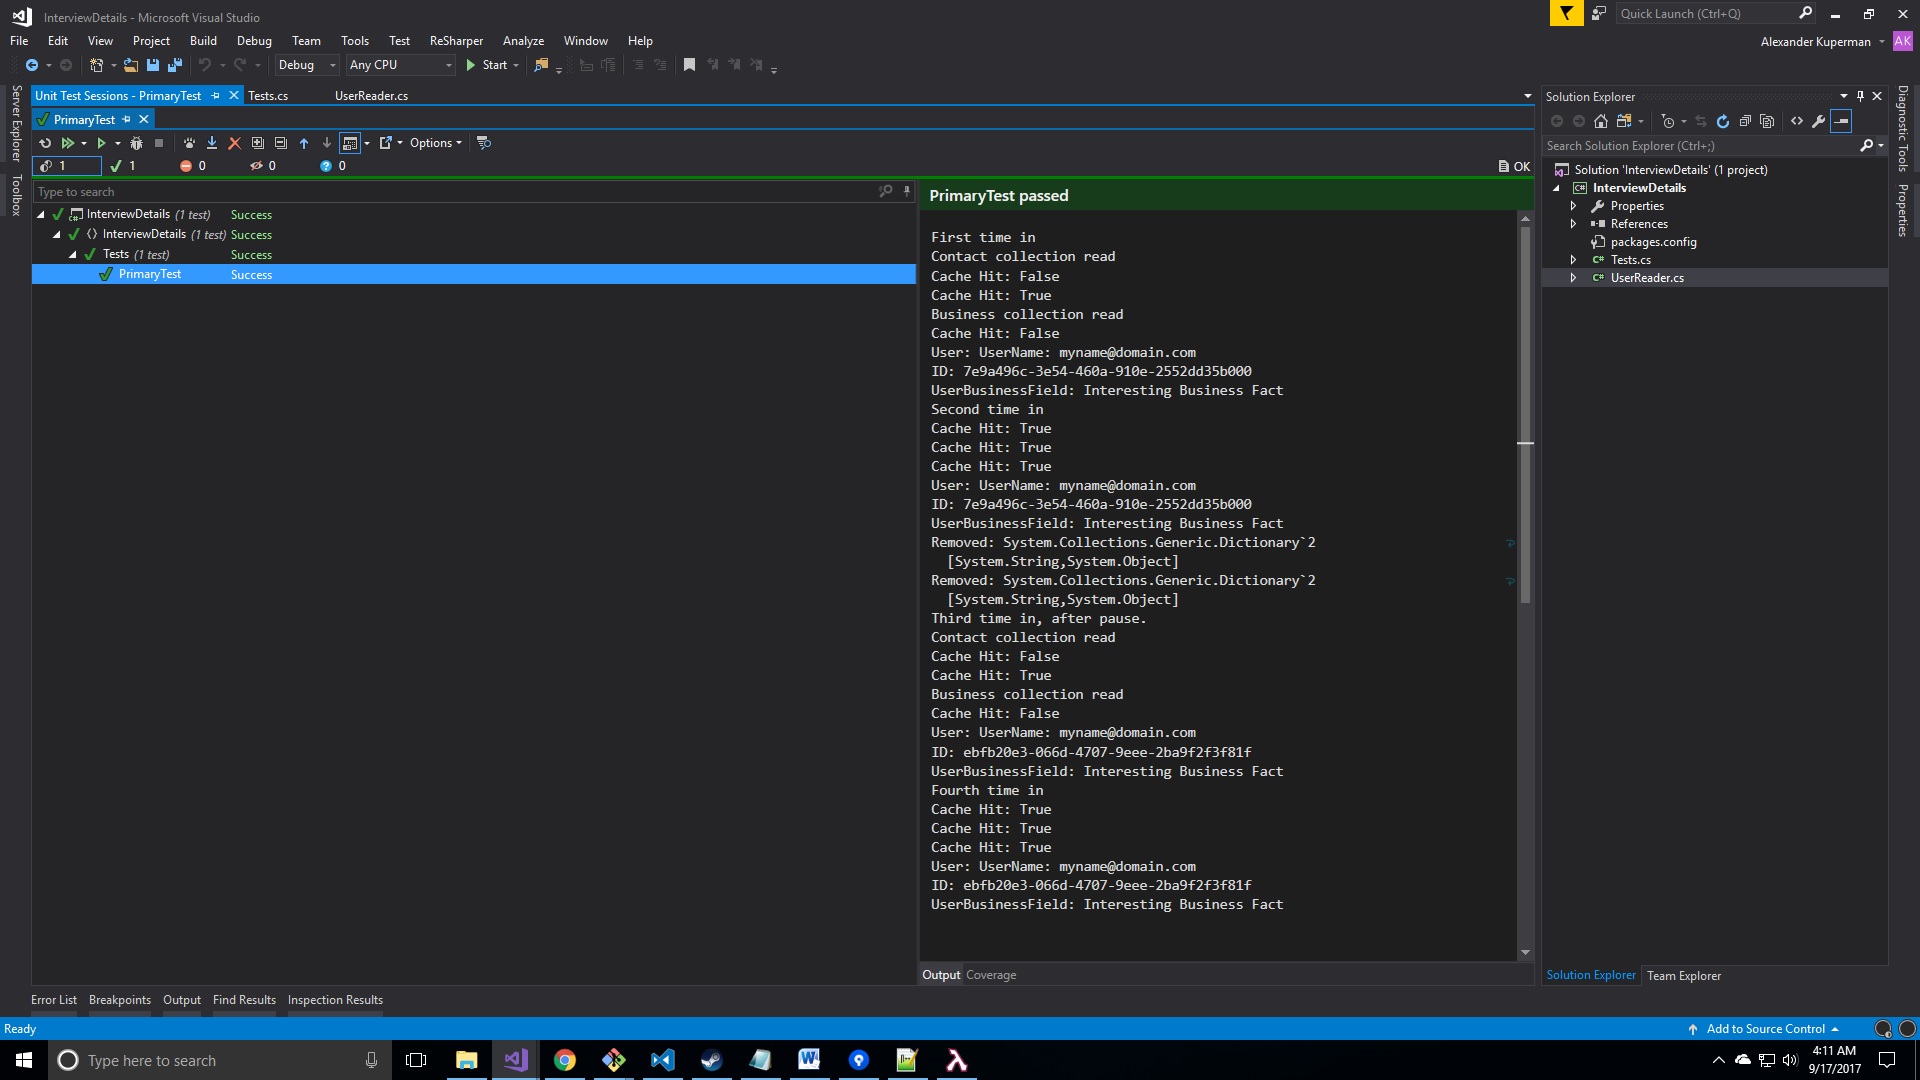 InterviewDetails - Microsoft Visual Studio
Quick Launch (Ctrl+Q)
File Edit View Project Build Debug Team Tools Test ReSharper Analyze Window Help
Alexander Kuperman AK
Debug Any CPU Start
Server Explorer
Toolbox
Unit Test Sessions - PrimaryTest Tests.cs UserReader.cs
PrimaryTest
Options
1 1 0 0 0 OK
Type to search
InterviewDetails (1 test) Success
InterviewDetails (1 test) Success
Tests (1 test) Success
PrimaryTest Success
PrimaryTest passed
First time in
Contact collection read
Cache Hit: False
Cache Hit: True
Business collection read
Cache Hit: False
User: UserName: myname@domain.com
ID: 7e9a496c-3e54-460a-910e-2552dd35b000
UserBusinessField: Interesting Business Fact
Second time in
Cache Hit: True
Cache Hit: True
Cache Hit: True
User: UserName: myname@domain.com
ID: 7e9a496c-3e54-460a-910e-2552dd35b000
UserBusinessField: Interesting Business Fact
Removed: System.Collections.Generic.Dictionary`2
[System.String,System.Object]
Removed: System.Collections.Generic.Dictionary`2
[System.String,System.Object]
Third time in, after pause.
Contact collection read
Cache Hit: False
Cache Hit: True
Business collection read
Cache Hit: False
User: UserName: myname@domain.com
ID: ebfb20e3-066d-4707-9eee-2ba9f2f3f81f
UserBusinessField: Interesting Business Fact
Fourth time in
Cache Hit: True
Cache Hit: True
Cache Hit: True
User: UserName: myname@domain.com
ID: ebfb20e3-066d-4707-9eee-2ba9f2f3f81f
UserBusinessField: Interesting Business Fact
Output Coverage
Solution Explorer
Search Solution Explorer (Ctrl+;)
Solution 'InterviewDetails' (1 project)
InterviewDetails
Properties
References
packages.config
Tests.cs
UserReader.cs
Solution Explorer Team Explorer
Diagnostic Tools
Properties
Error List Breakpoints Output Find Results Inspection Results
Ready
Add to Source Control
Type here to search
4:11 AM
9/17/2017